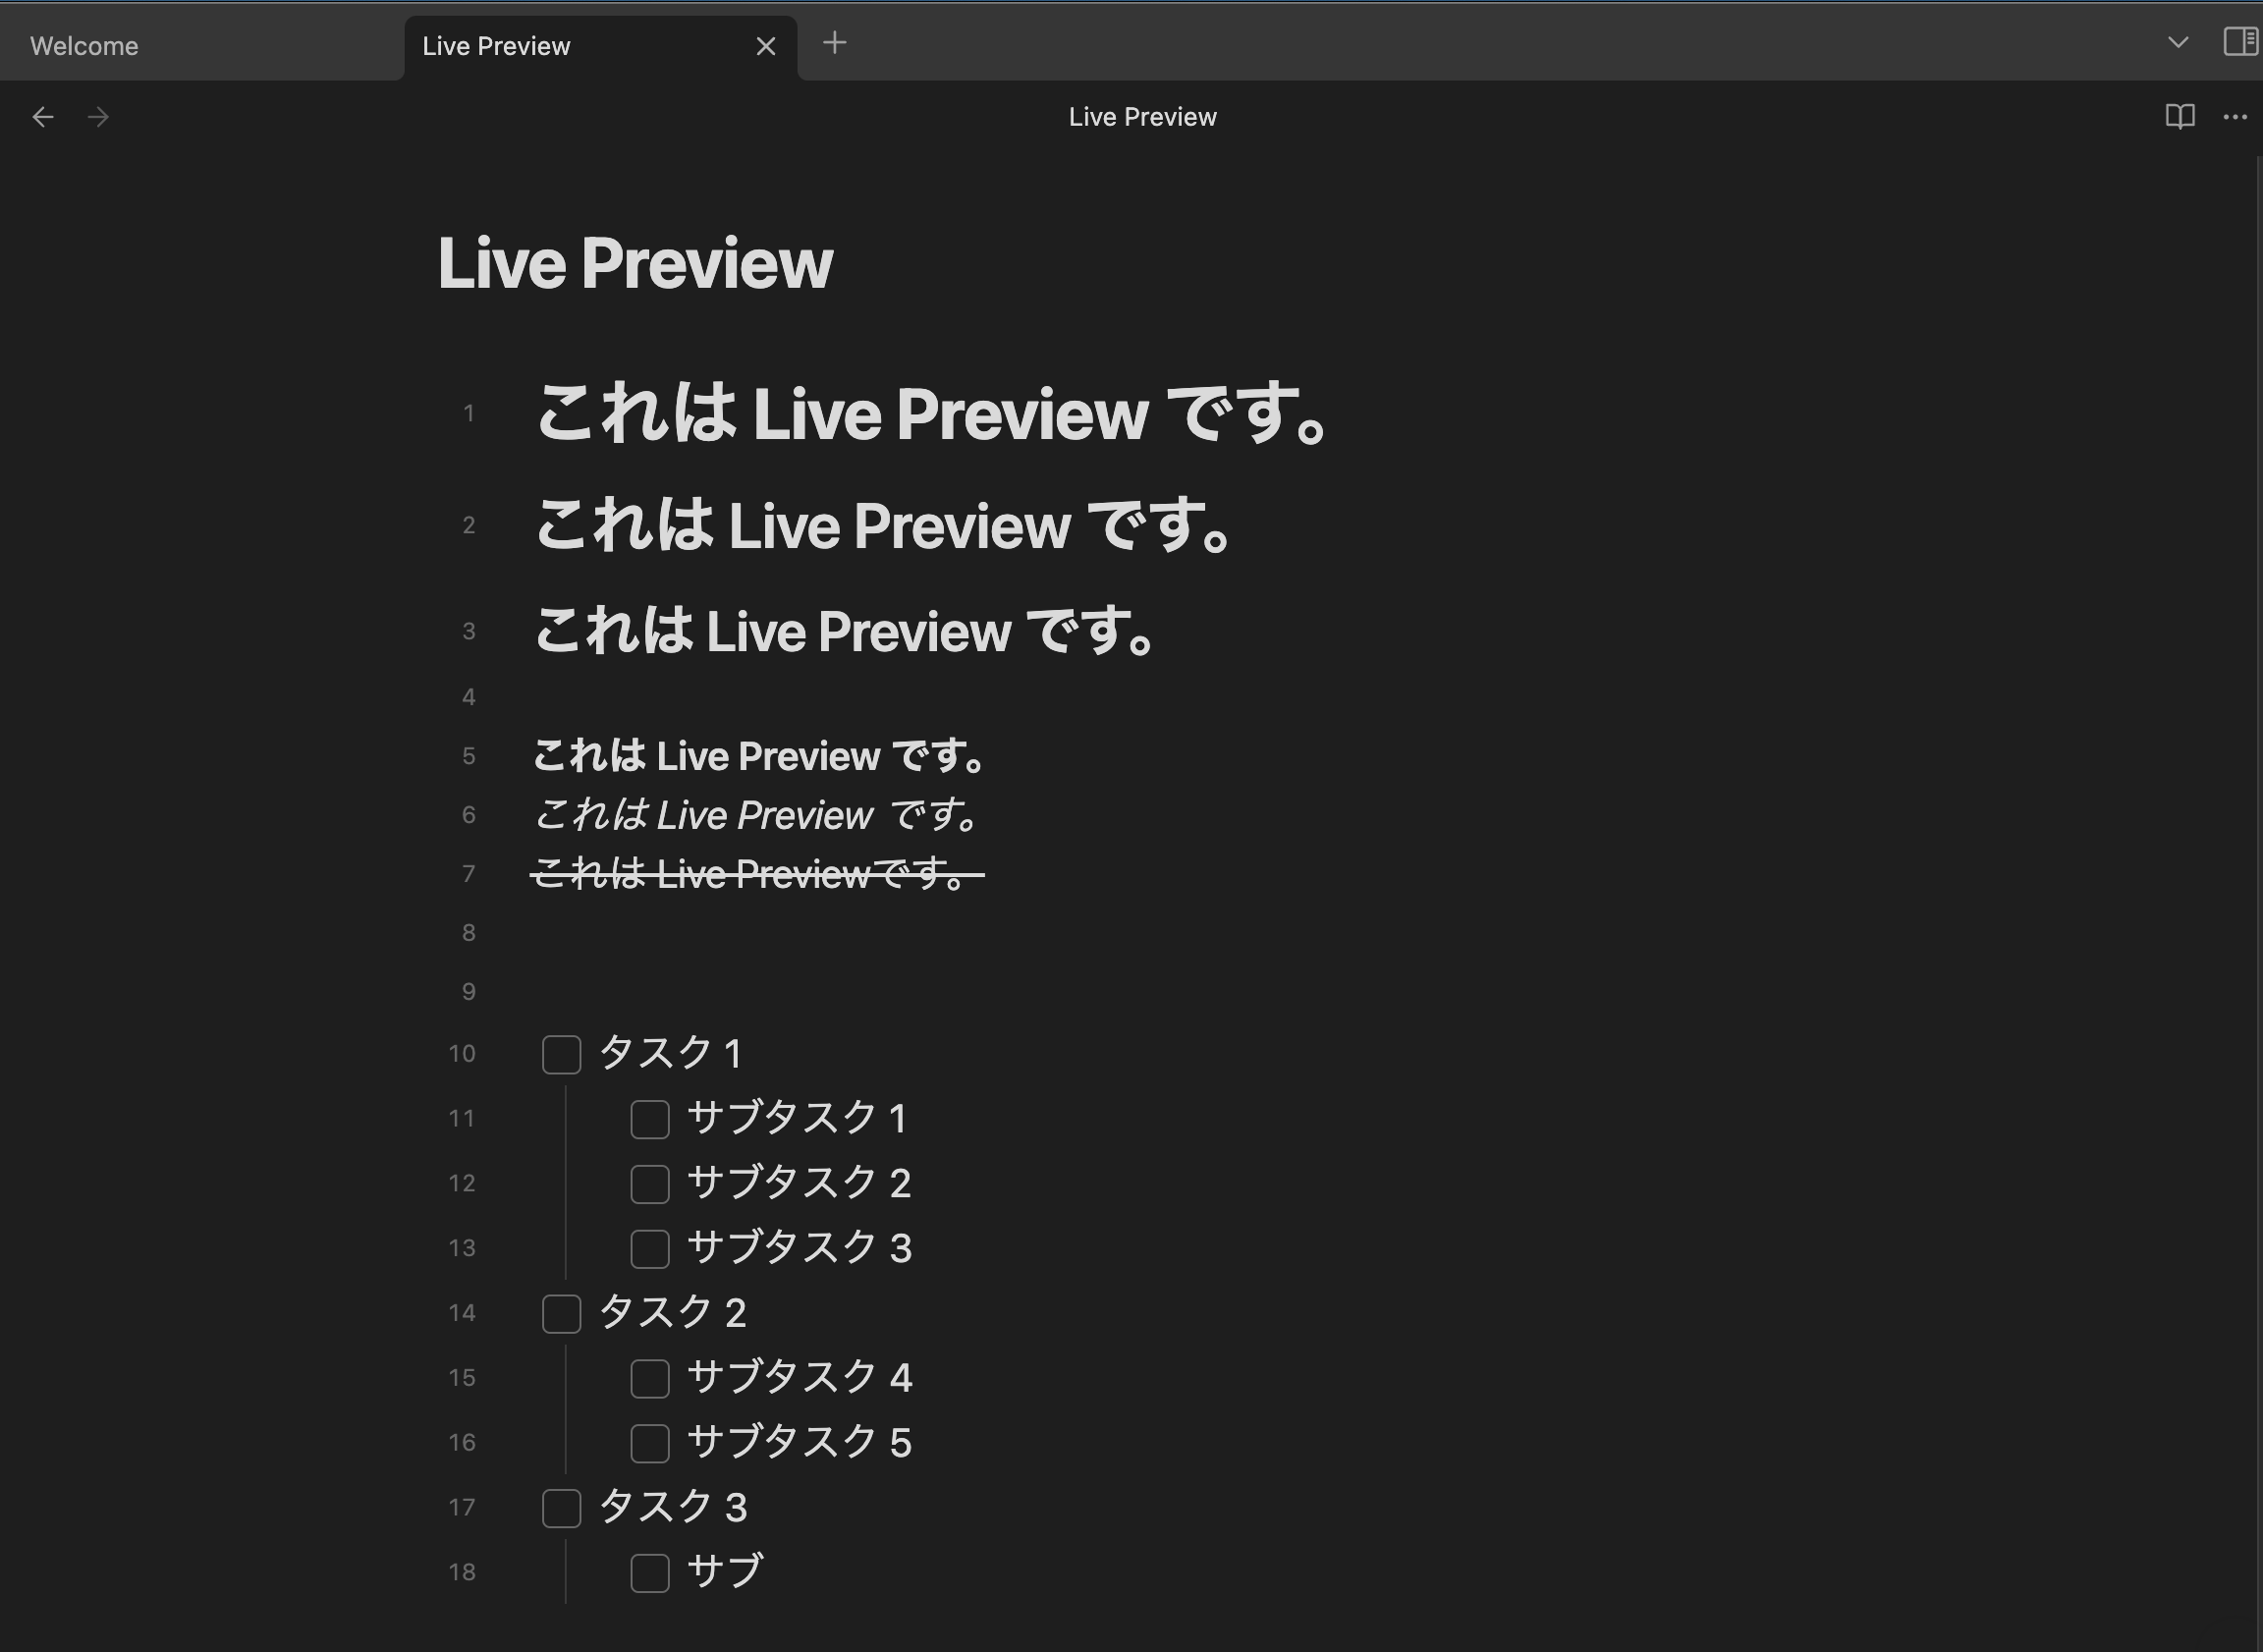 Welcome
Live Preview
Live Preview
Live Preview
1 これは Live Preview です。
2 これは Live Preview です。
3 これは Live Preview です。
4
5 これは Live Preview です。
6 これは Live Preview です。
7 これは Live Previewです。
8
9
10 タスク 1
11 サブタスク 1
12 サブタスク 2
13 サブタスク 3
14 タスク 2
15 サブタスク 4
16 サブタスク 5
17 タスク 3
18 サブ